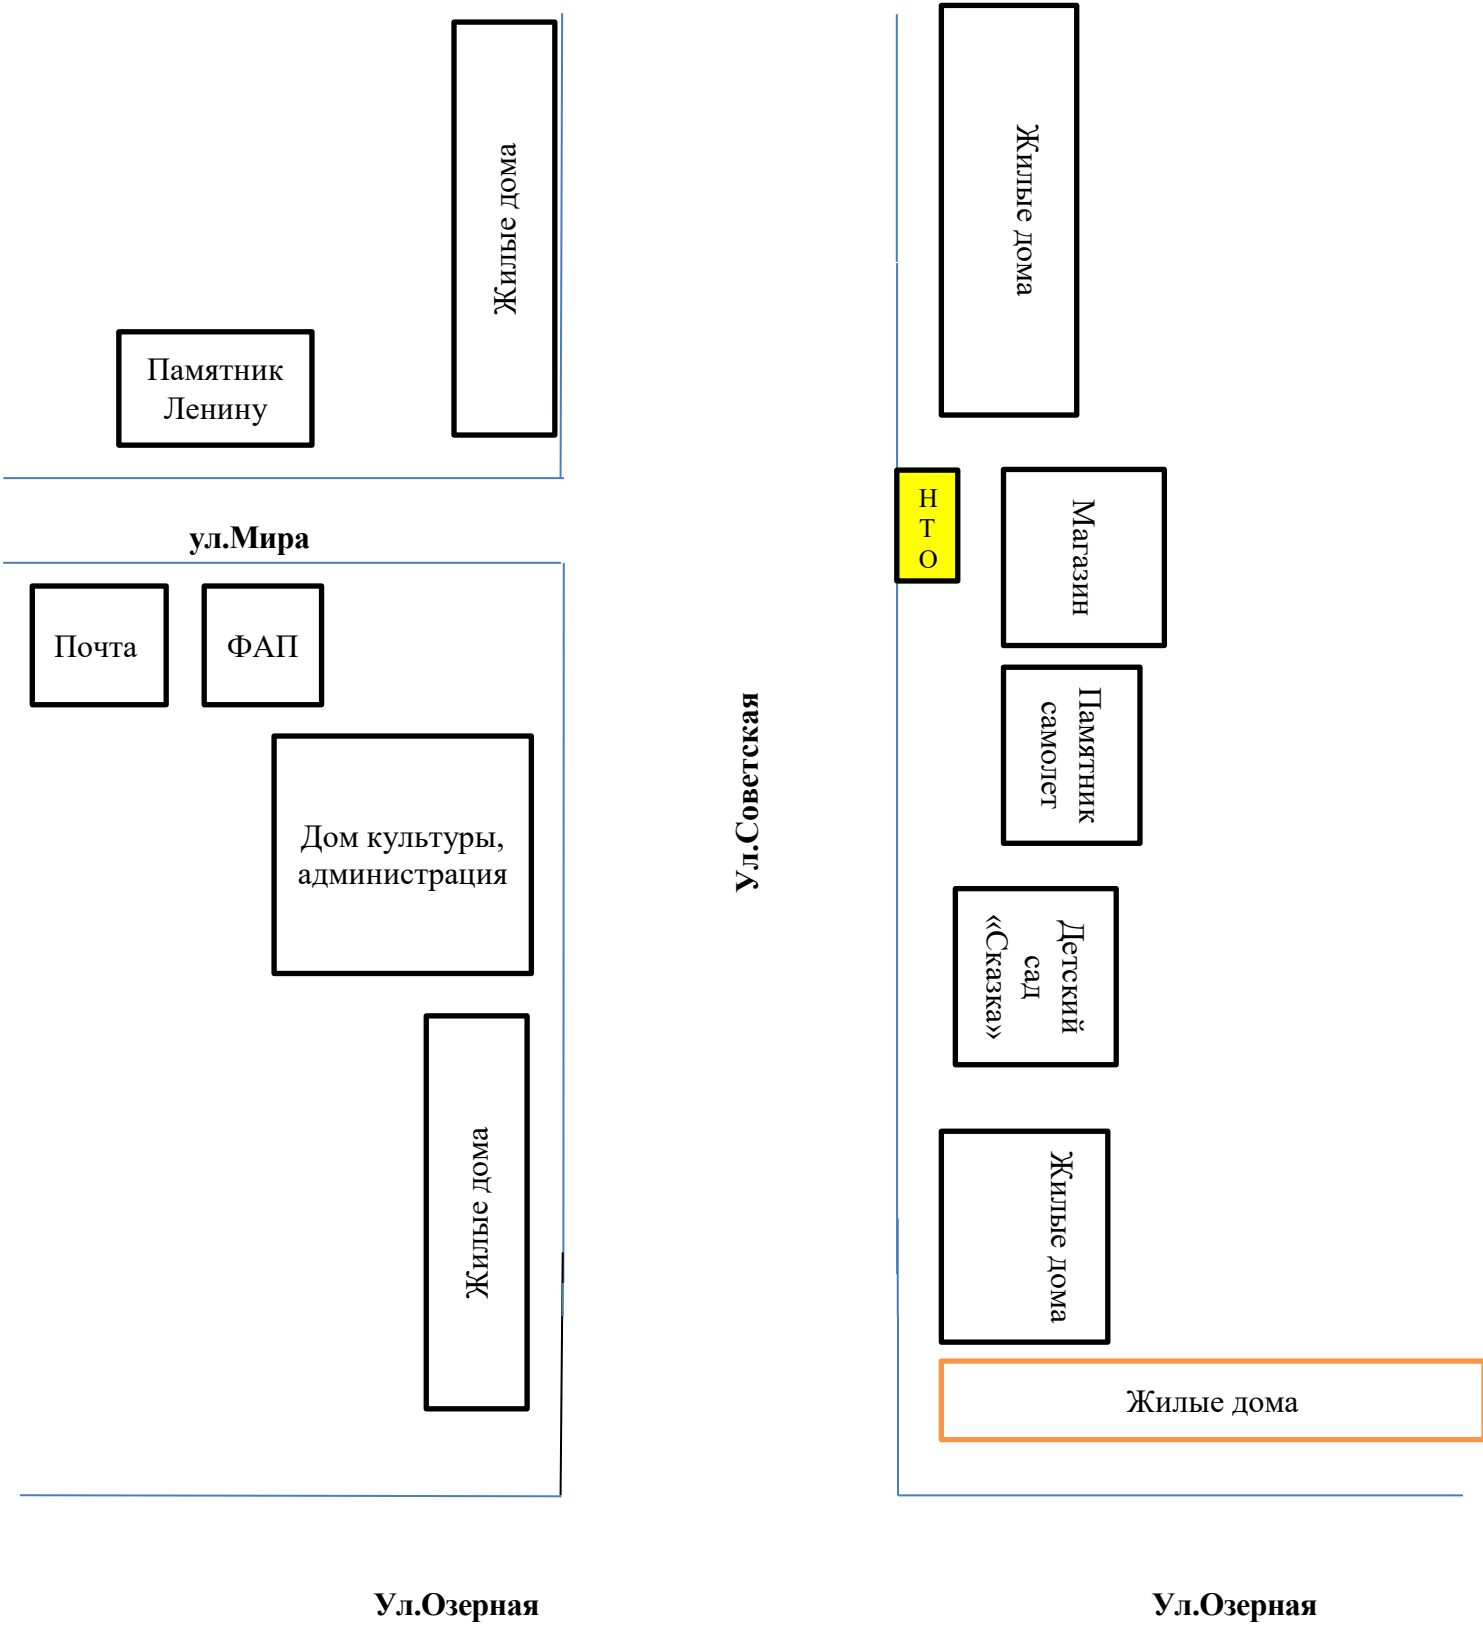 Жилые дома
Жилые дома
Памятник
Ленину
Н
Т
О
Магазин
ул.Мира
Почта
ФАП
Памятник
самолет
Ул.Советская
Дом культуры,
администрация
Детский
сад
«Сказка»
Жилые дома
Жилые дома
Жилые дома
Ул.Озерная
Ул.Озерная